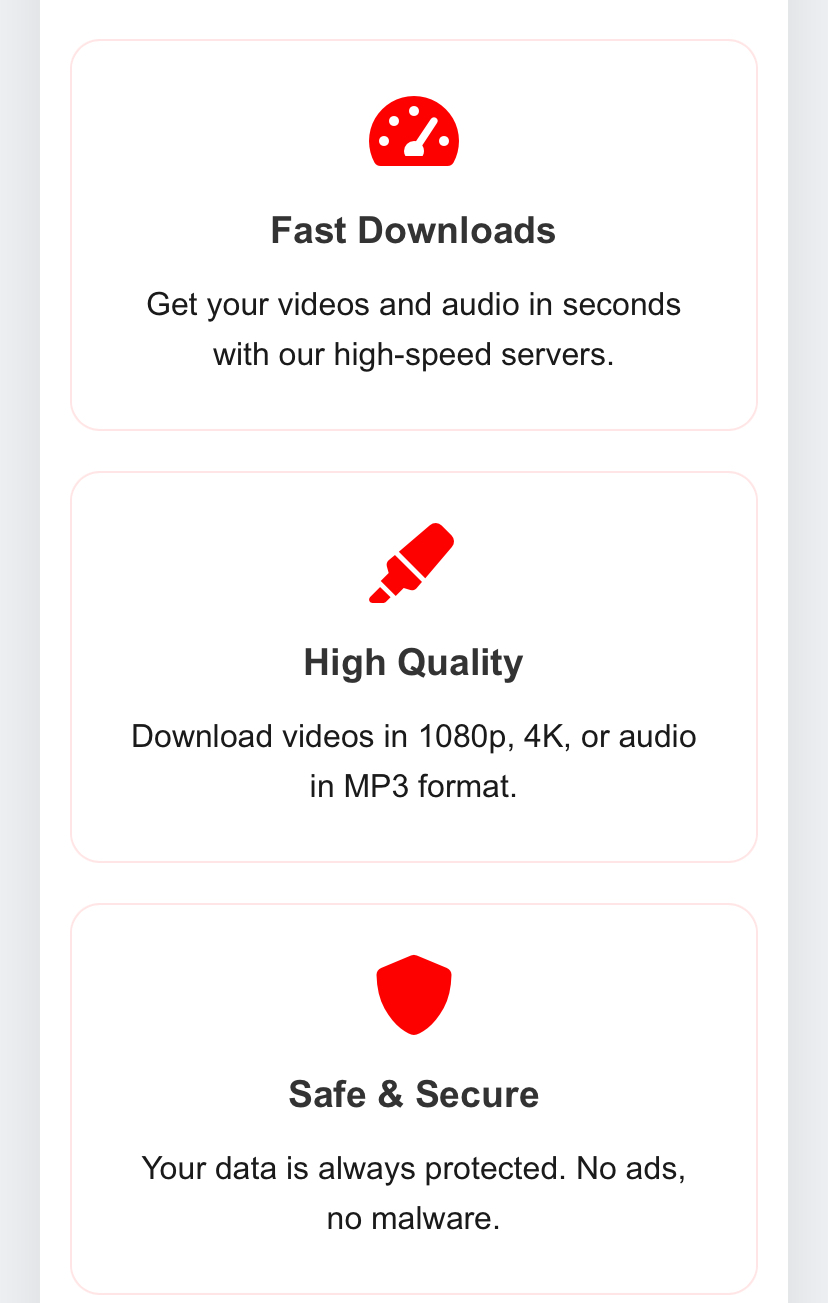 Fast Downloads
Get your videos and audio in seconds
with our high-speed servers.
High Quality
Download videos in 1080p, 4K, or audio
in MP3 format.
Safe & Secure
Your data is always protected. No ads,
no malware.